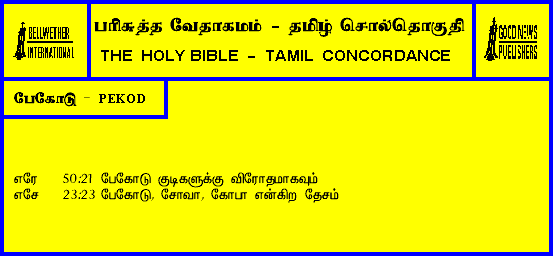 BELLWETHER
INTERNATIONAL
பரிசுத்த வேதாகமம் - தமிழ் சொல்தொகுதி
THE HOLY BIBLE - TAMIL CONCORDANCE
GOOD NEWS
PUBLISHERS
பேகோடு - PEKOD
எரே 50:21 பேகோடு குடிகளுக்கு விரோதமாகவும்
எசே 23:23 பேகோடு, சோவா, கோபா என்கிற தேசம்